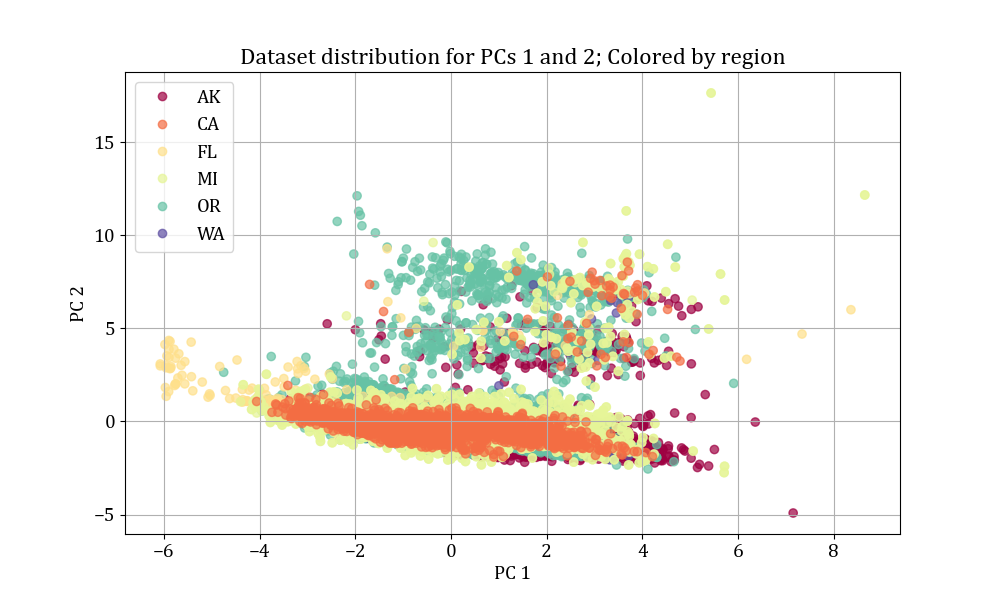 Dataset distribution for PCs 1 and 2; Colored by region
AK
CA
FL
MI
OR
WA
PC 2
15
10
5
0
−5
−6
−4
−2
0
2
4
6
8
PC 1